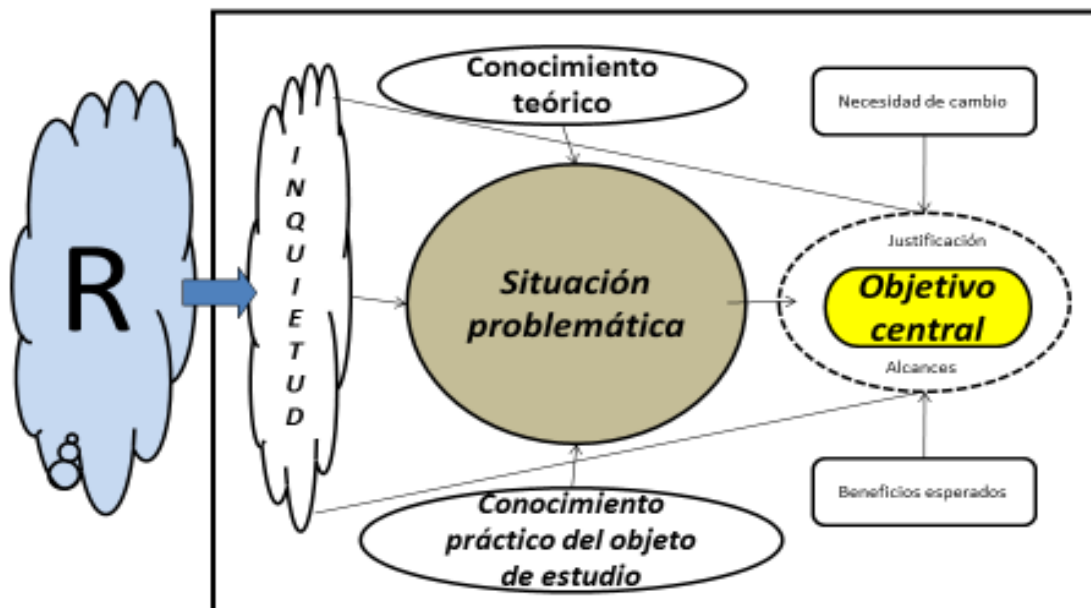 R
INQUIETUD
Conocimiento
teórico
Necesidad de cambio
Situación
problemática
Justificación
Objetivo
central
Alcances
Conocimiento
práctico del objeto
de estudio
Beneficios esperados